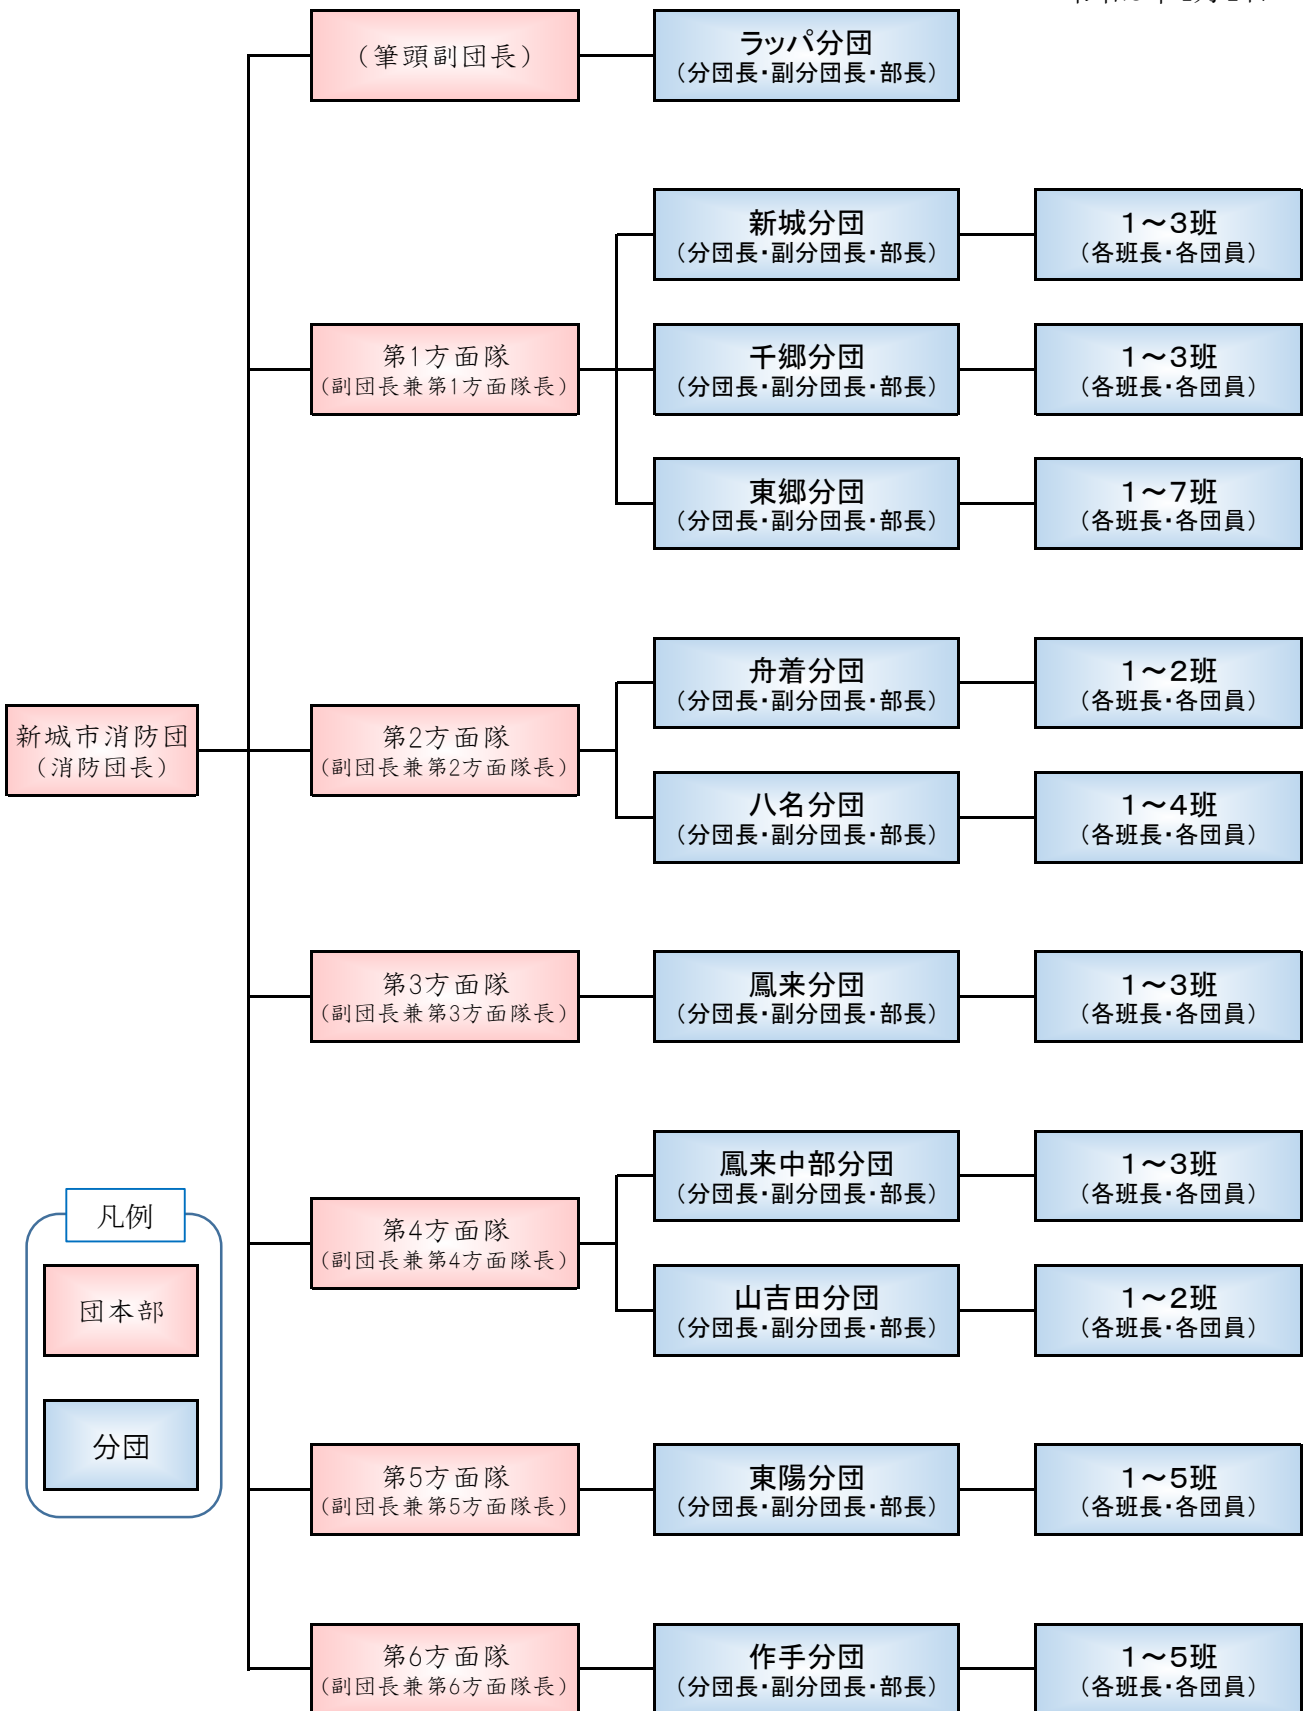 (筆頭副団長)
ラッパ分団
(分団長・副分団長・部長)
新城分団
(分団長・副分団長・部長)
1～3班
(各班長・各団員)
第1方面隊
(副団長兼第1方面隊長)
千郷分団
(分団長・副分団長・部長)
1～3班
(各班長・各団員)
東郷分団
(分団長・副分団長・部長)
1～7班
(各班長・各団員)
新城市消防団
(消防団長)
第2方面隊
(副団長兼第2方面隊長)
舟着分団
(分団長・副分団長・部長)
1～2班
(各班長・各団員)
八名分団
(分団長・副分団長・部長)
1～4班
(各班長・各団員)
第3方面隊
(副団長兼第3方面隊長)
鳳来分団
(分団長・副分団長・部長)
1～3班
(各班長・各団員)
第4方面隊
(副団長兼第4方面隊長)
鳳来中部分団
(分団長・副分団長・部長)
1～3班
(各班長・各団員)
山吉田分団
(分団長・副分団長・部長)
1～2班
(各班長・各団員)
第5方面隊
(副団長兼第5方面隊長)
東陽分団
(分団長・副分団長・部長)
1～5班
(各班長・各団員)
第6方面隊
(副団長兼第6方面隊長)
作手分団
(分団長・副分団長・部長)
1～5班
(各班長・各団員)
凡例
団本部
分団